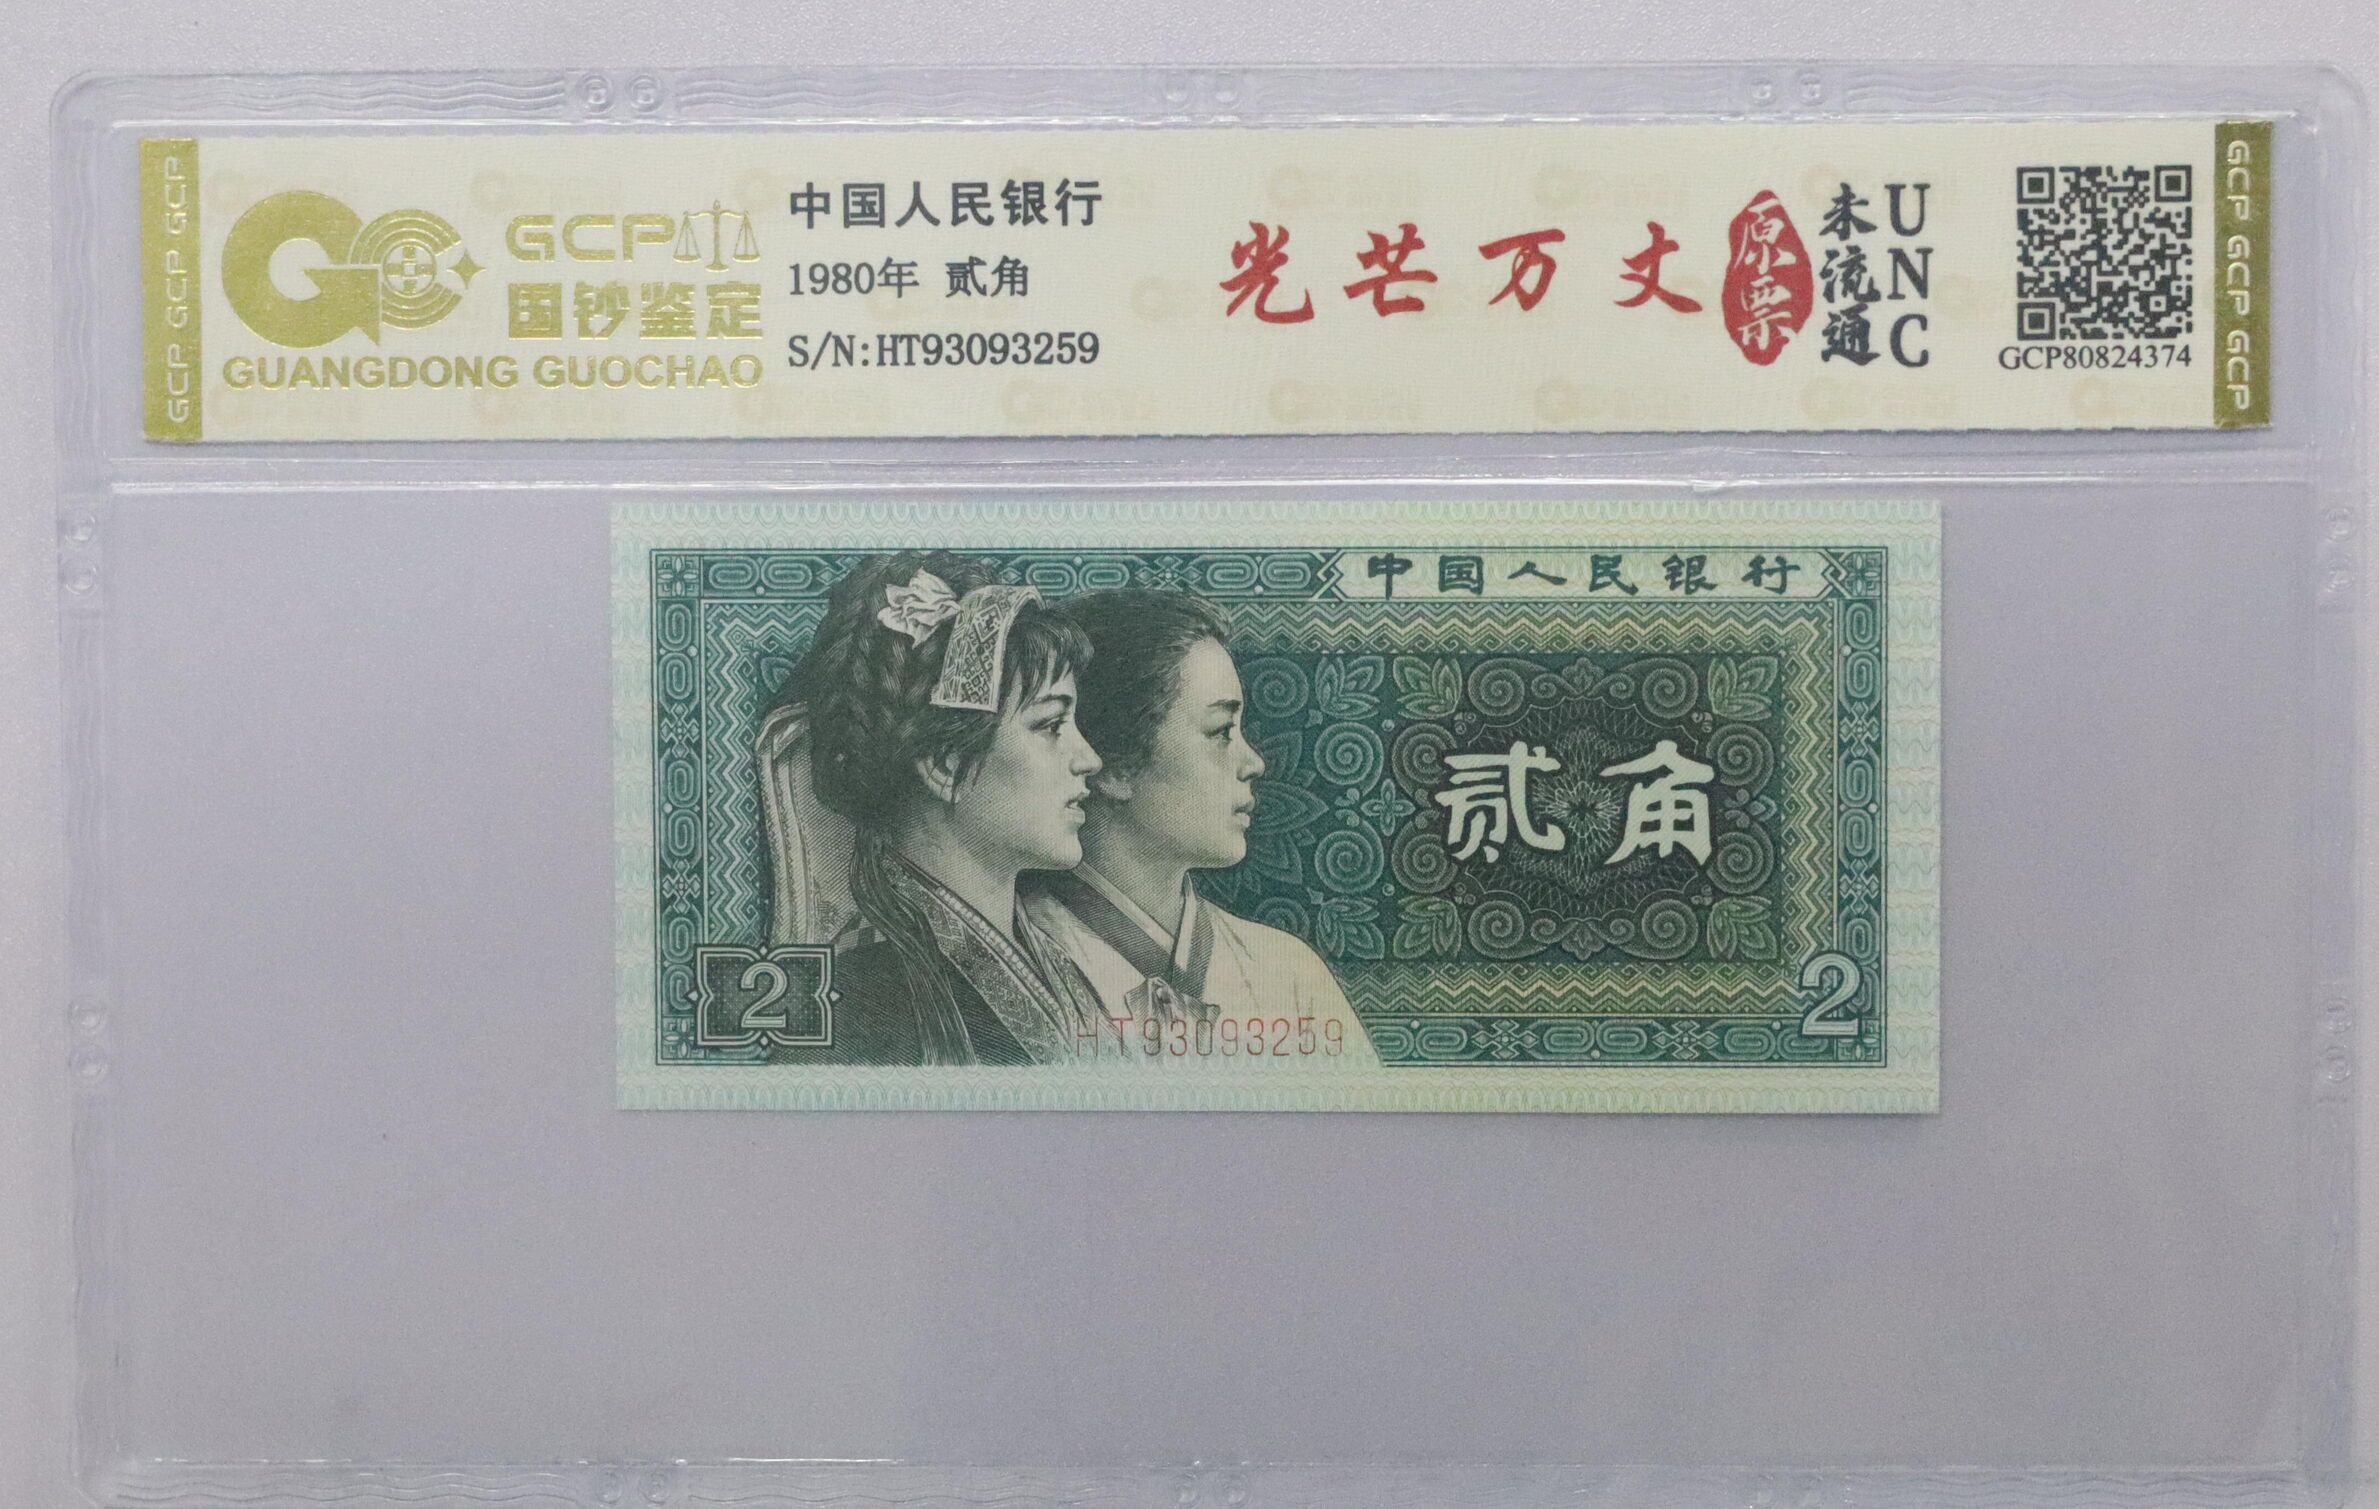 GCP GCP GCP
GCP
国钞鉴定
GUANGDONG GUOCHAO
中国人民银行
1980年 贰角
S/N:HT93093259
光芒万丈
原票
未流通
UNC
GCP80824374
GCP GCP GCP
中国人民银行
贰角
2
2
HT93093259